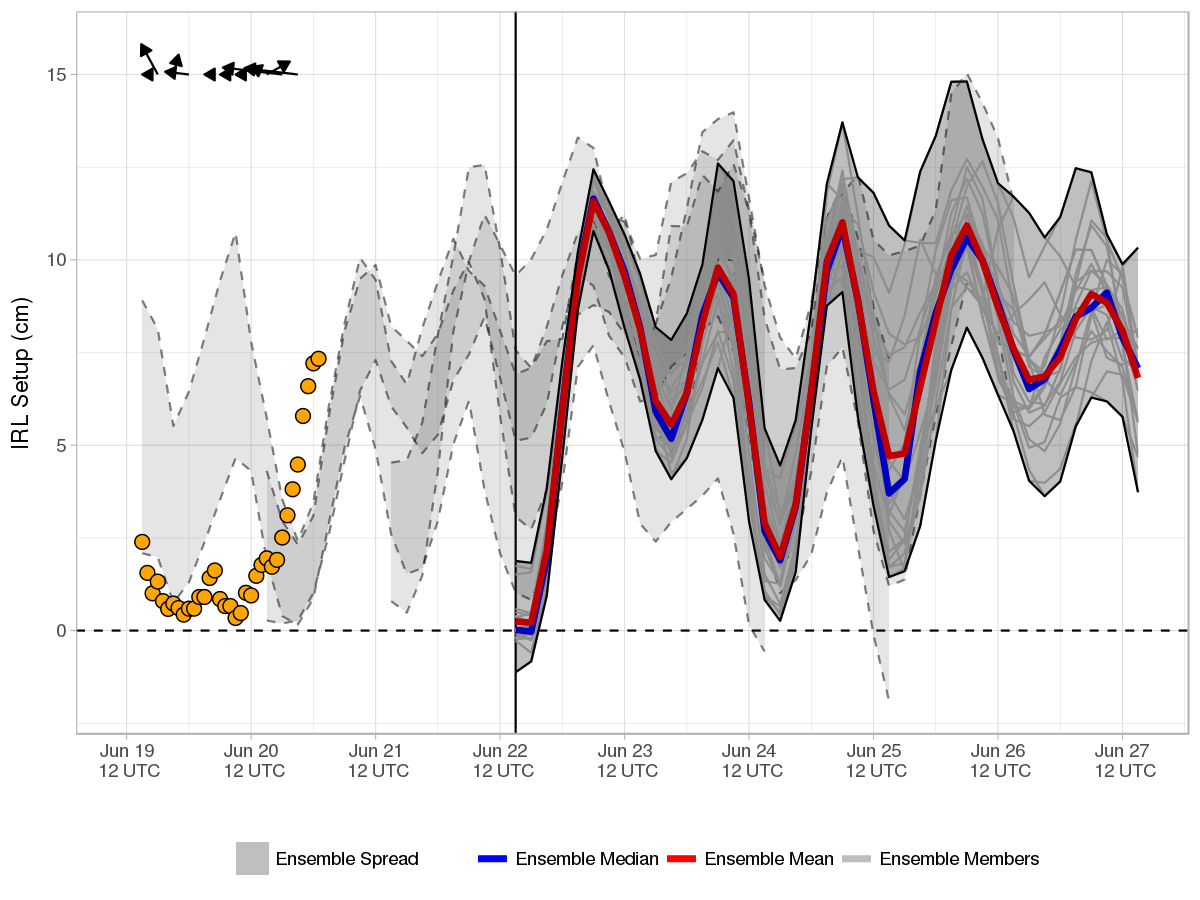 IRL Setup (cm)
15
10
5
0
Jun 19 Jun 20 Jun 21 Jun 22 Jun 23 Jun 24 Jun 25 Jun 26 Jun 27
12 UTC 12 UTC 12 UTC 12 UTC 12 UTC 12 UTC 12 UTC 12 UTC 12 UTC
Ensemble Spread Ensemble Median Ensemble Mean Ensemble Members